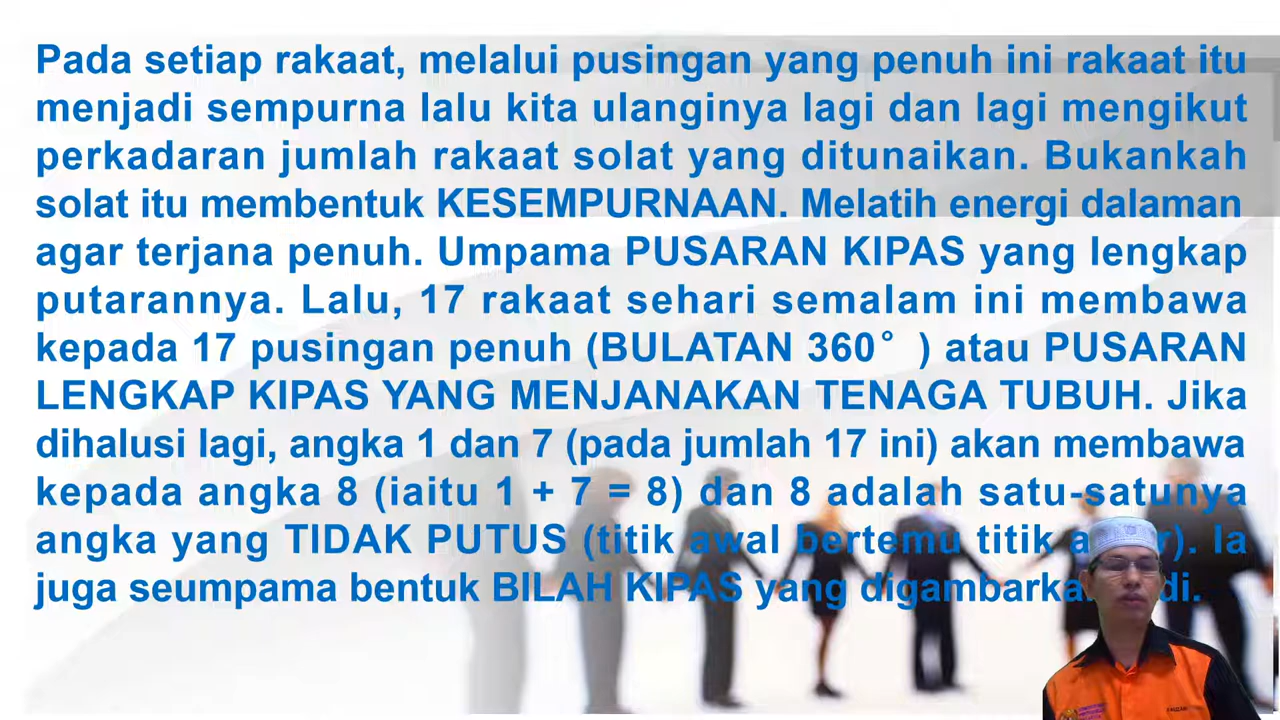 Pada setiap rakaat, melalui pusingan yang penuh ini rakaat itu
menjadi sempurna lalu kita ulanginya lagi dan lagi mengikut
perkadaran jumlah rakaat solat yang ditunaikan. Bukankah
solat itu membentuk KESEMPURNAAN. Melatih energi dalaman
agar terjana penuh. Umpama PUSARAN KIPAS yang lengkap
putarannya. Lalu, 17 rakaat sehari semalam ini membawa
kepada 17 pusingan penuh (BULATAN 360° ) atau PUSARAN
LENGKAP KIPAS YANG MENJANAKAN TENAGA TUBUH. Jika
dihalusi lagi, angka 1 dan 7 (pada jumlah 17 ini) akan membawa
kepada angka 8 (iaitu 1 + 7 = 8) dan 8 adalah satu-satunya
angka yang TIDAK PUTUS (titik awal bertemu titik). Ia
juga seumpama bentuk BILAH KIPAS yang